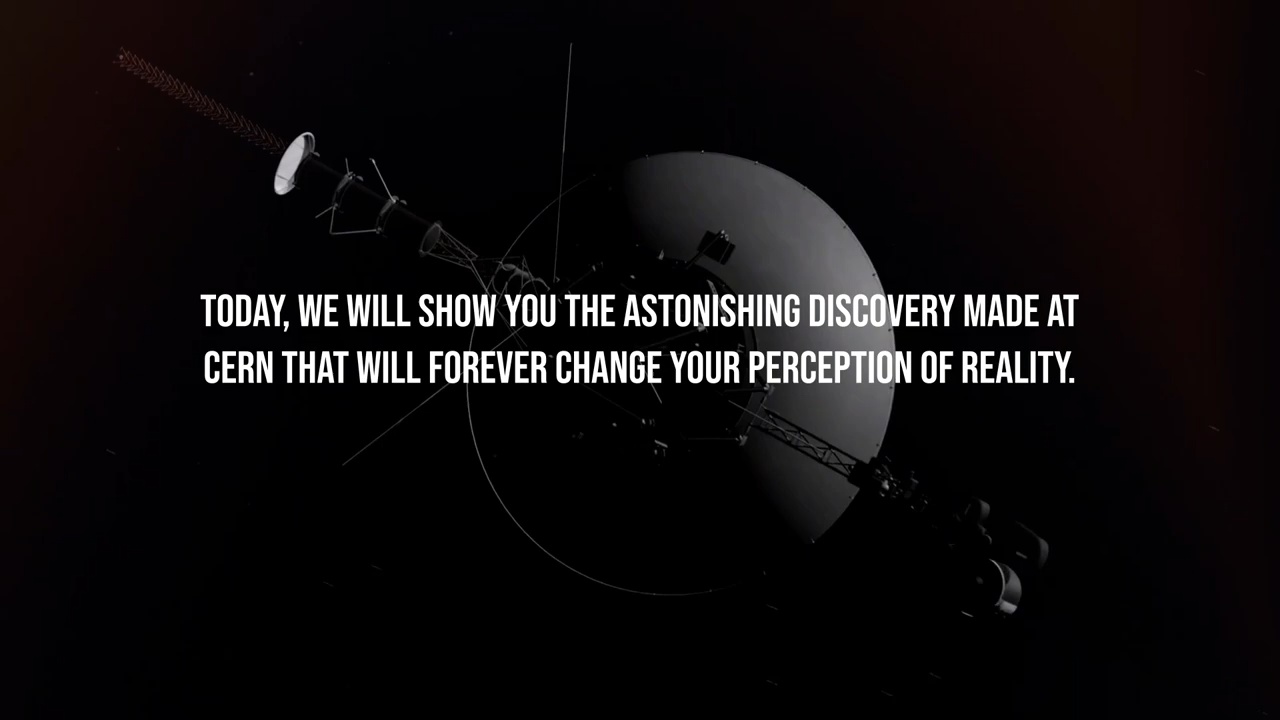 TODAY, WE WILL SHOW YOU THE ASTONISHING DISCOVERY MADE AT
CERN THAT WILL FOREVER CHANGE YOUR PERCEPTION OF REALITY.